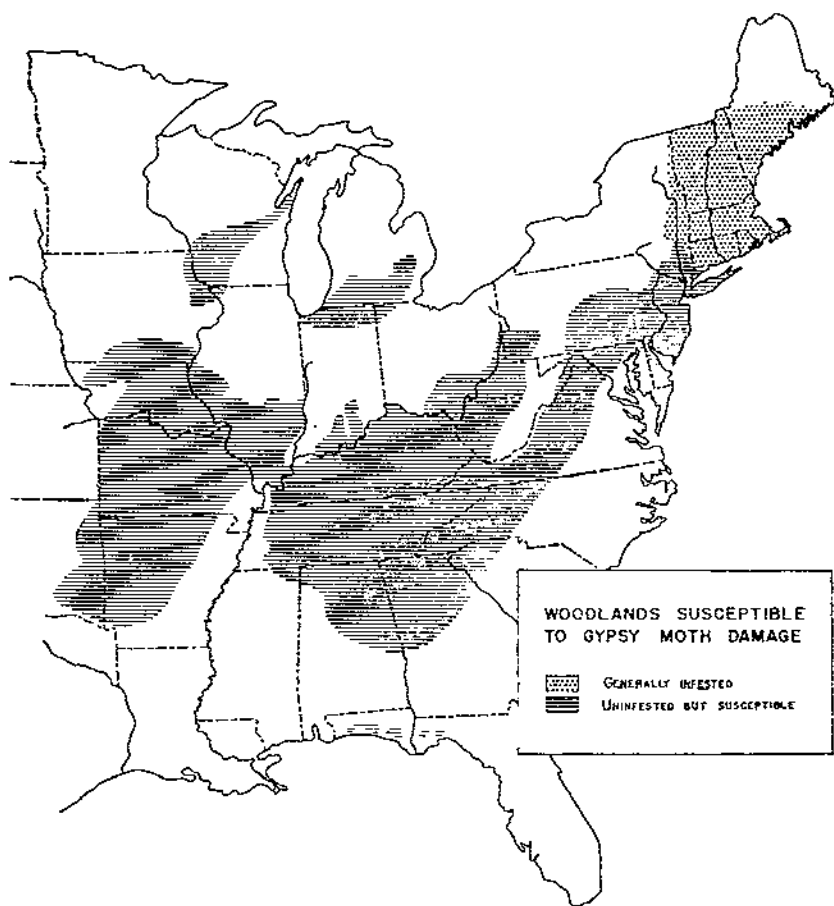 WOODLANDS SUSCEPTIBLE
TO GYPSY MOTH DAMAGE
GENERALLY INFESTED
UNINFESTED BUT SUSCEPTIBLE